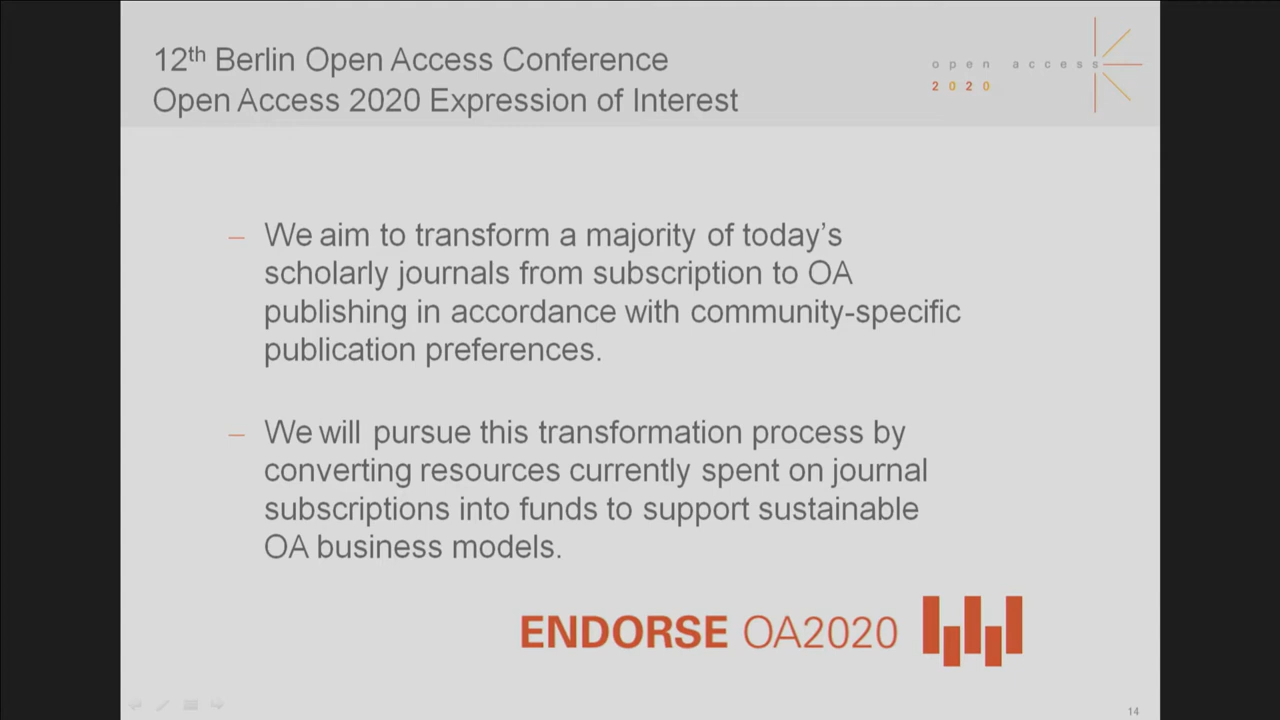 12th Berlin Open Access Conference
Open Access 2020 Expression of Interest
open access
2020
– We aim to transform a majority of today's
scholarly journals from subscription to OA
publishing in accordance with community-specific
publication preferences.
– We will pursue this transformation process by
converting resources currently spent on journal
subscriptions into funds to support sustainable
OA business models.
ENDORSE OA2020
14